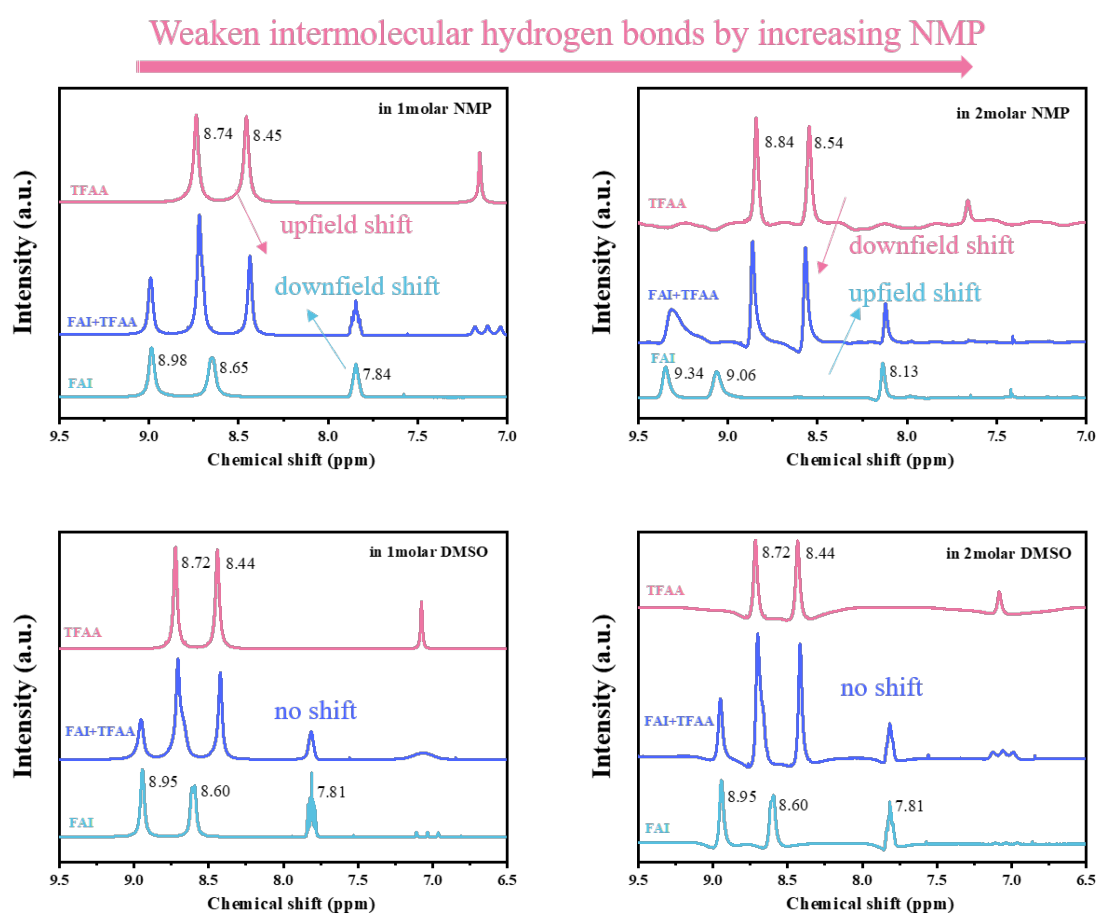 Weaken intermolecular hydrogen bonds by increasing NMP
in 1molar NMP
8.74
8.45
TFAA
upfield shift
downfield shift
FAI+TFAA
8.98
8.65
7.84
FAI
9.5
9.0
8.5
8.0
7.5
7.0
Chemical shift (ppm)
Intensity (a.u.)
in 2molar NMP
8.84
8.54
TFAA
downfield shift
upfield shift
FAI+TFAA
FAI
9.34
9.06
8.13
9.5
9.0
8.5
8.0
7.5
7.0
Chemical shift (ppm)
Intensity (a.u.)
in 1molar DMSO
8.72
8.44
TFAA
no shift
FAI+TFAA
8.95
8.60
7.81
FAI
9.5
9.0
8.5
8.0
7.5
7.0
6.5
Chemical shift (ppm)
Intensity (a.u.)
in 2molar DMSO
8.72
8.44
TFAA
no shift
FAI+TFAA
8.95
8.60
7.81
FAI
9.5
9.0
8.5
8.0
7.5
7.0
6.5
Chemical shift (ppm)
Intensity (a.u.)